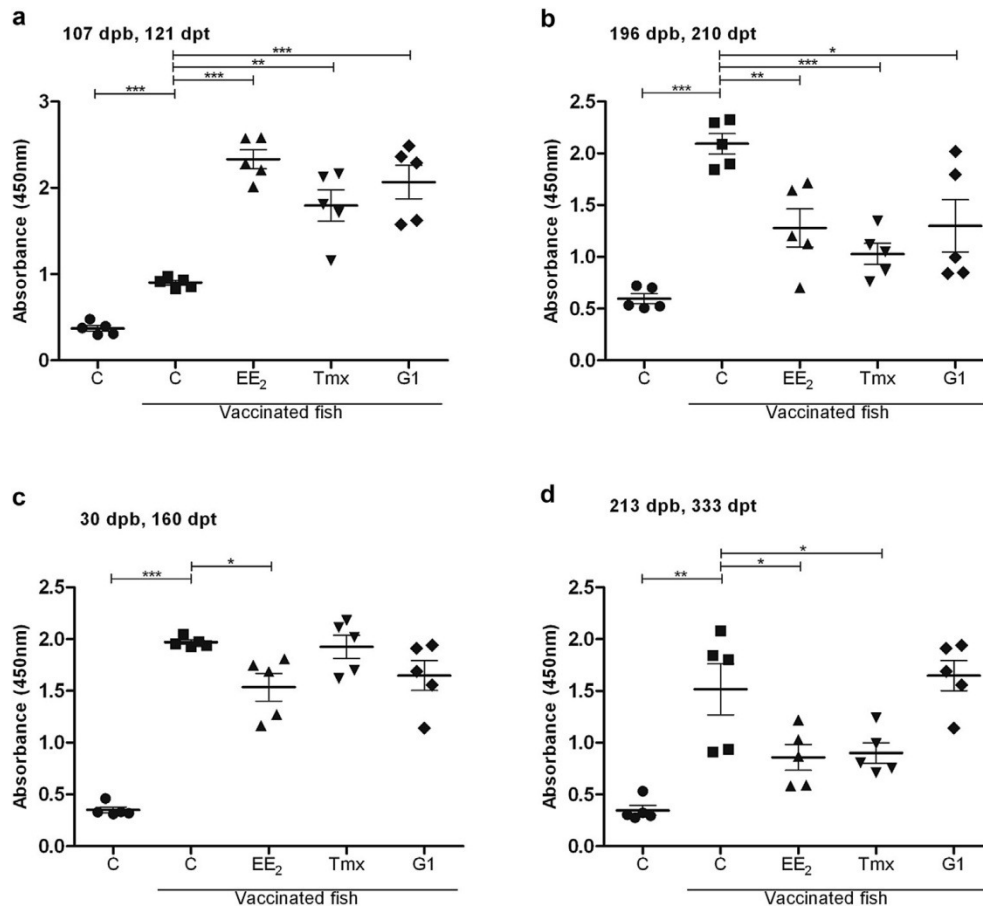 a
107 dpb, 121 dpt
***
**
***
***
Absorbance (450nm)
3
2
1
0
C
C
EE2
Tmx
G1
Vaccinated fish
b
196 dpb, 210 dpt
*
***
**
***
Absorbance (450nm)
2.5
2.0
1.5
1.0
0.5
0.0
C
C
EE2
Tmx
G1
Vaccinated fish
c
30 dpb, 160 dpt
***
*
Absorbance (450nm)
2.5
2.0
1.5
1.0
0.5
0.0
C
C
EE2
Tmx
G1
Vaccinated fish
d
213 dpb, 333 dpt
*
*
**
Absorbance (450nm)
2.5
2.0
1.5
1.0
0.5
0.0
C
C
EE2
Tmx
G1
Vaccinated fish